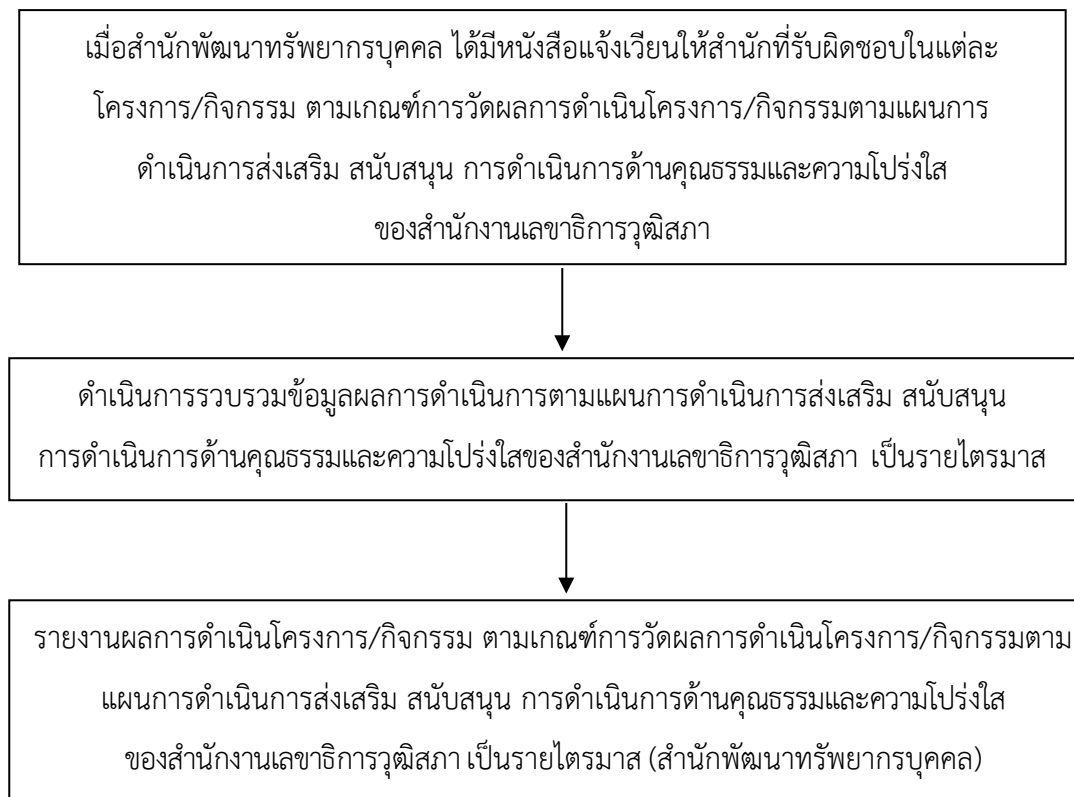 เมื่อสำนักพัฒนาทรัพยากรบุคคล ได้มีหนังสือแจ้งเวียนให้สำนักที่รับผิดชอบในแต่ละ
โครงการ/กิจกรรม ตามเกณฑ์การวัดผลการดำเนินโครงการ/กิจกรรมตามแผนการ
ดำเนินการส่งเสริม สนับสนุน การดำเนินการด้านคุณธรรมและความโปร่งใส
ของสำนักงานเลขาธิการวุฒิสภา
ดำเนินการรวบรวมข้อมูลผลการดำเนินการตามแผนการดำเนินการส่งเสริม สนับสนุน
การดำเนินการด้านคุณธรรมและความโปร่งใสของสำนักงานเลขาธิการวุฒิสภา เป็นรายไตรมาส
รายงานผลการดำเนินโครงการ/กิจกรรม ตามเกณฑ์การวัดผลการดำเนินโครงการ/กิจกรรมตาม
แผนการดำเนินการส่งเสริม สนับสนุน การดำเนินการด้านคุณธรรมและความโปร่งใส
ของสำนักงานเลขาธิการวุฒิสภา เป็นรายไตรมาส (สำนักพัฒนาทรัพยากรบุคคล)